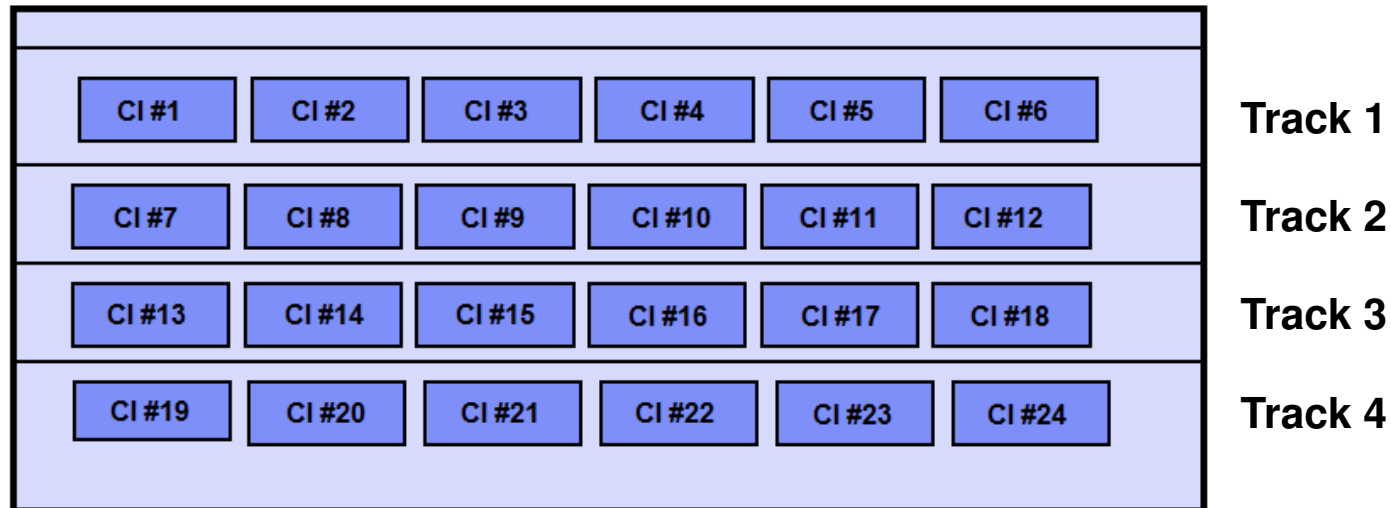 CI #1 CI #2 CI #3 CI #4 CI #5 CI #6 Track 1
CI #7 CI #8 CI #9 CI #10 CI #11 CI #12 Track 2
CI #13 CI #14 CI #15 CI #16 CI #17 CI #18 Track 3
CI #19 CI #20 CI #21 CI #22 CI #23 CI #24 Track 4